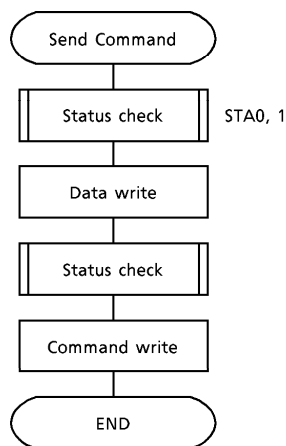 Send Command
Status check
STA0, 1
Data write
Status check
Command write
END